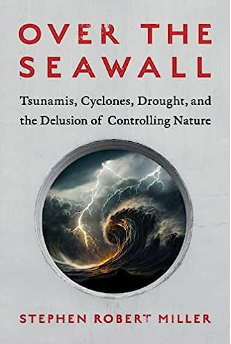 OVER THE
SEAWALL
Tsunamis, Cyclones, Drought, and
the Delusion of Controlling Nature
STEPHEN ROBERT MILLER